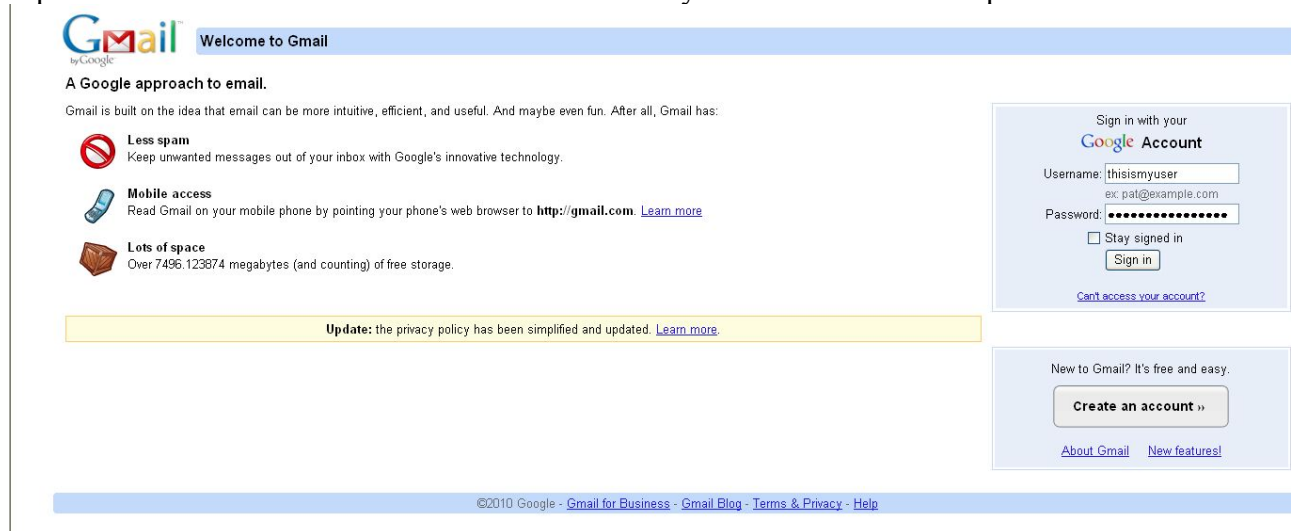 Gmail
by Google
Welcome to Gmail
A Google approach to email.
Gmail is built on the idea that email can be more intuitive, efficient, and useful. And maybe even fun. After all, Gmail has:
Less spam
Keep unwanted messages out of your inbox with Google's innovative technology.
Mobile access
Read Gmail on your mobile phone by pointing your phone's web browser to http://gmail.com. Learn more
Lots of space
Over 7496.123874 megabytes (and counting) of free storage.
Update: the privacy policy has been simplified and updated. Learn more.
Sign in with your
Google Account
Username: thisismyuser
ex: pat@example.com
Password: ●●●●●●●●●●●●●●●●
Stay signed in
Sign in
Can't access your account?
New to Gmail? It's free and easy.
Create an account »
About Gmail New features!
©2010 Google - Gmail for Business - Gmail Blog - Terms & Privacy - Help